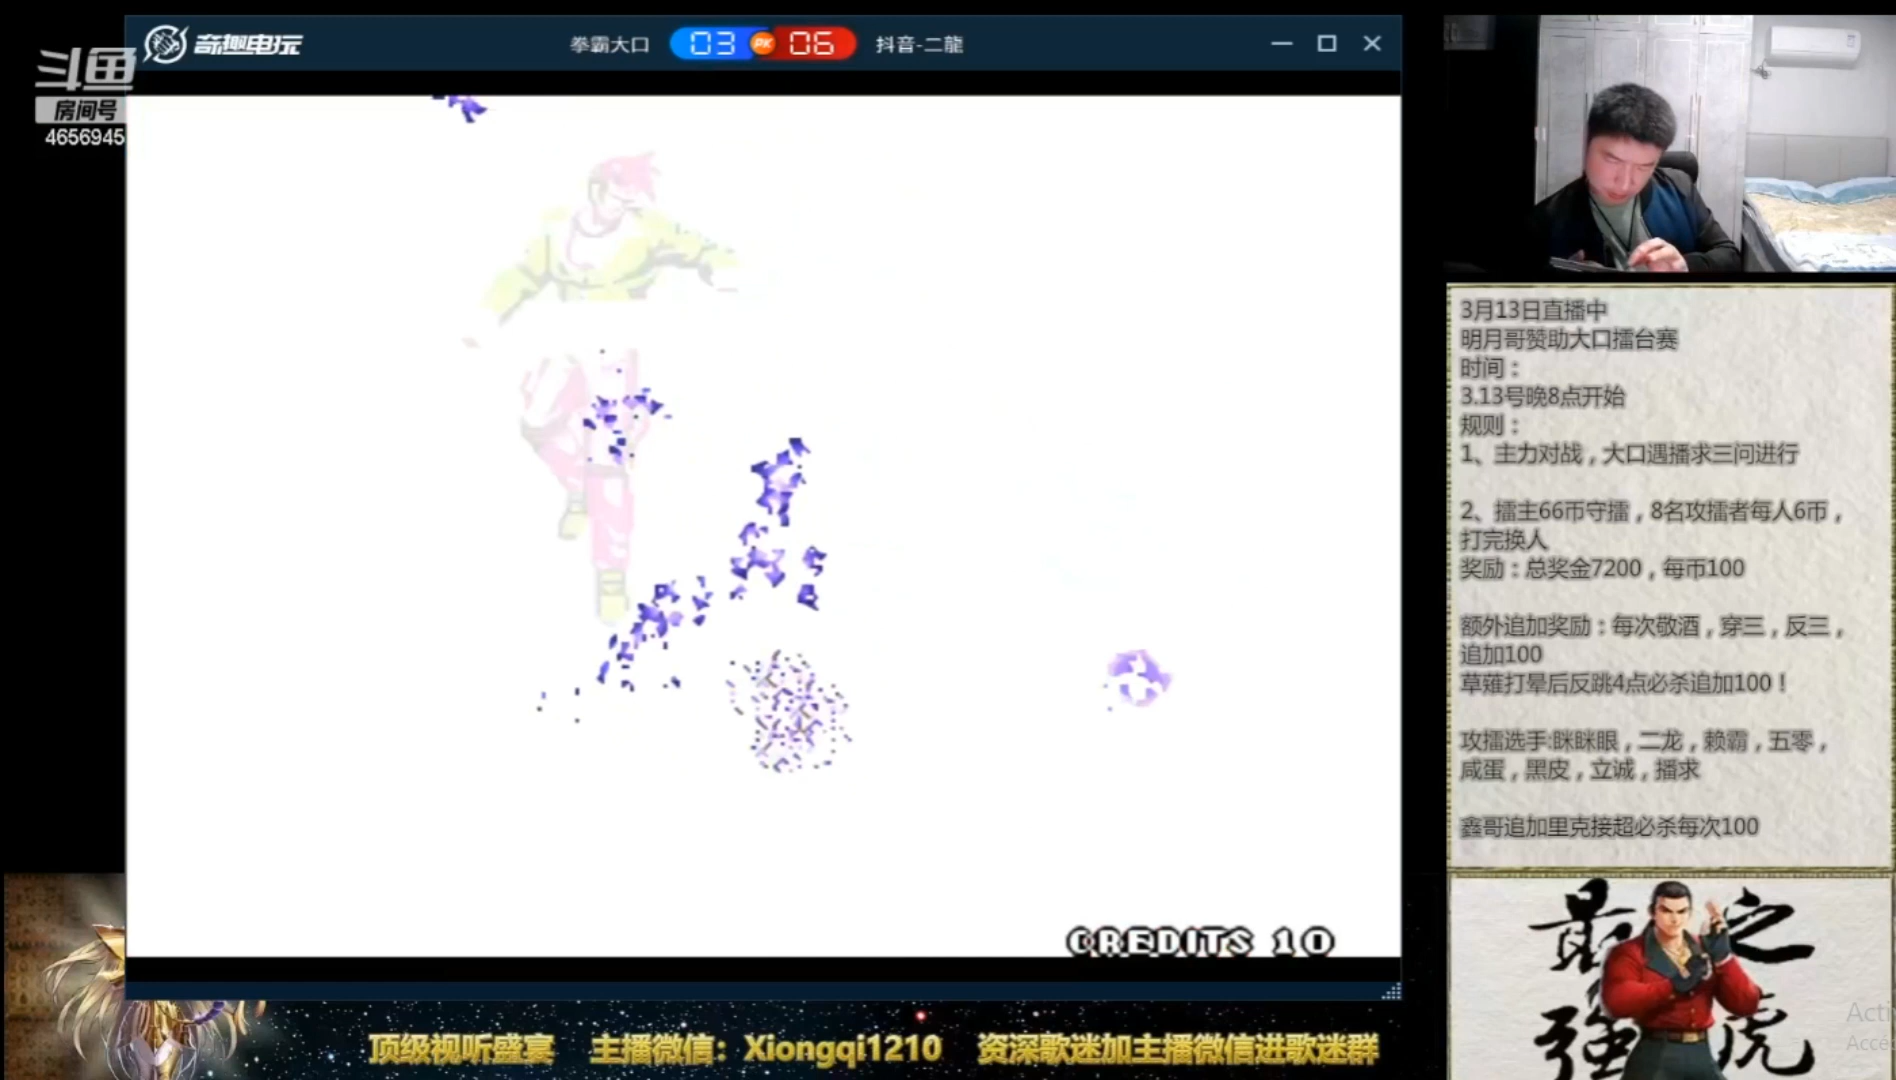 斗鱼
房间号
4656945
奇趣电玩
拳霸大口 03 PK 06 抖音-二龍
CREDITS 10
3月13日直播中
明月哥赞助大口擂台赛
时间：
3.13号晚8点开始
规则：
1、主力对战，大口遇播求三问进行
2、擂主66币守擂，8名攻擂者每人6币，
打完换人
奖励：总奖金7200，每币100
额外追加奖励：每次敬酒，穿三，反三，
追加100
草薙打晕后反跳4点必杀追加100！
攻擂选手:眯眯眼，二龙，赖霸，五零，
咸蛋，黑皮，立诚，播求
鑫哥追加里克接超必杀每次100
最 之
强 虎
Acti
Accé
顶级视听盛宴 主播微信：Xiongqi1210 资深歌迷加主播微信进歌迷群